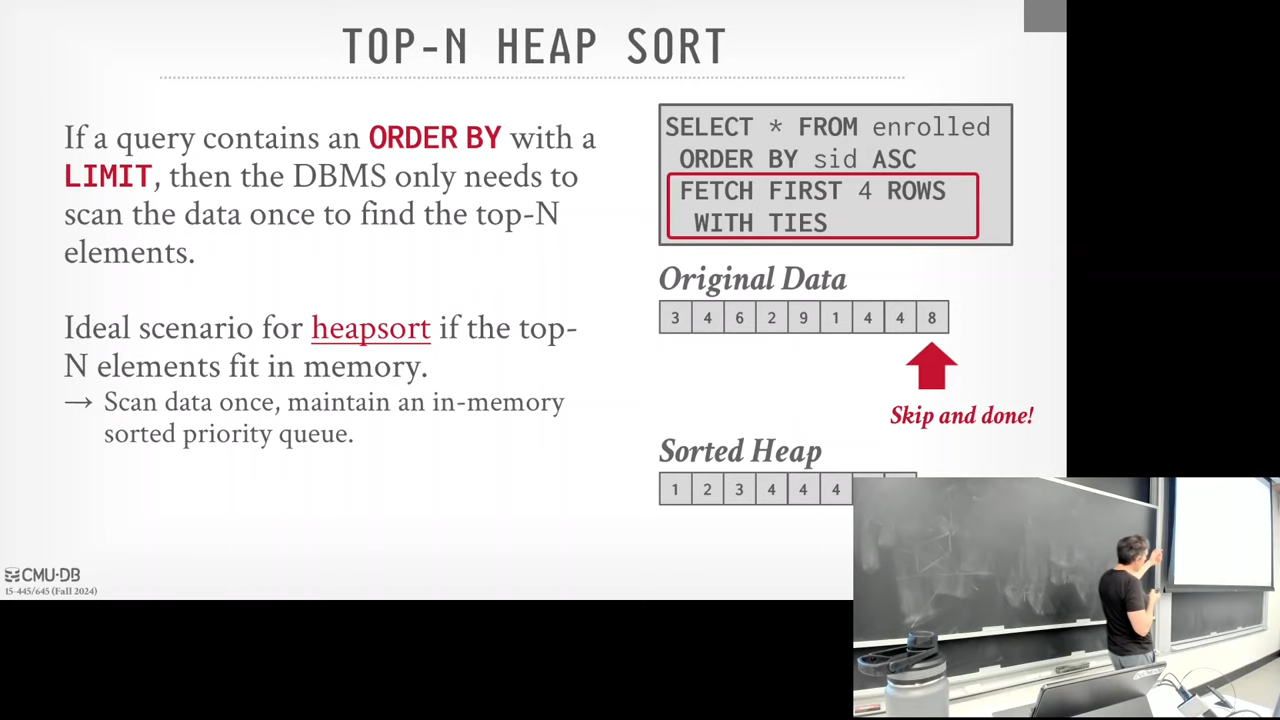 TOP-N HEAP SORT
If a query contains an ORDER BY with a
LIMIT, then the DBMS only needs to
scan the data once to find the top-N
elements.
Ideal scenario for heapsort if the top-
N elements fit in memory.
→ Scan data once, maintain an in-memory
sorted priority queue.
SELECT * FROM enrolled
ORDER BY sid ASC
FETCH FIRST 4 ROWS
WITH TIES
Original Data
3 4 6 2 9 1 4 4 8
Skip and done!
Sorted Heap
1 2 3 4 4 4
CMU·DB
15-445/645 (Fall 2024)